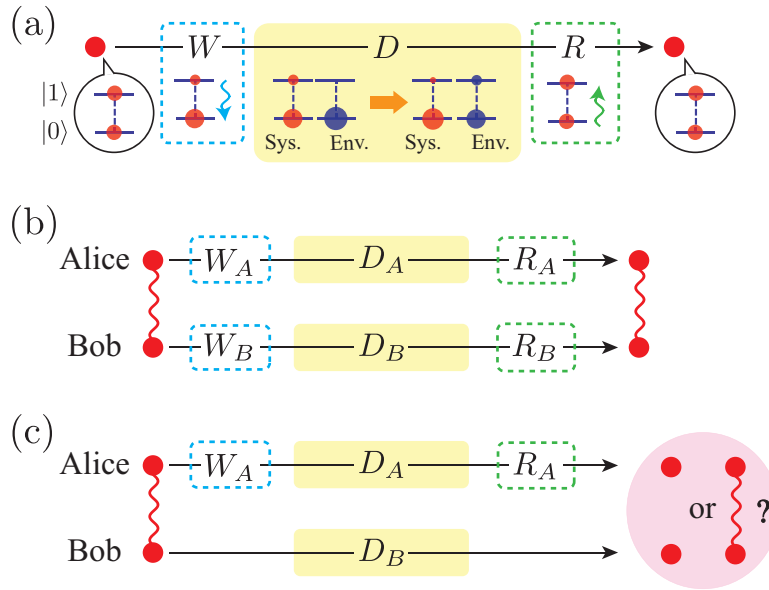 (a)
W D R
|1⟩
|0⟩
Sys. Env. Sys. Env.
(b)
Alice W_A D_A R_A
Bob W_B D_B R_B
(c)
Alice W_A D_A R_A
or ?
Bob D_B